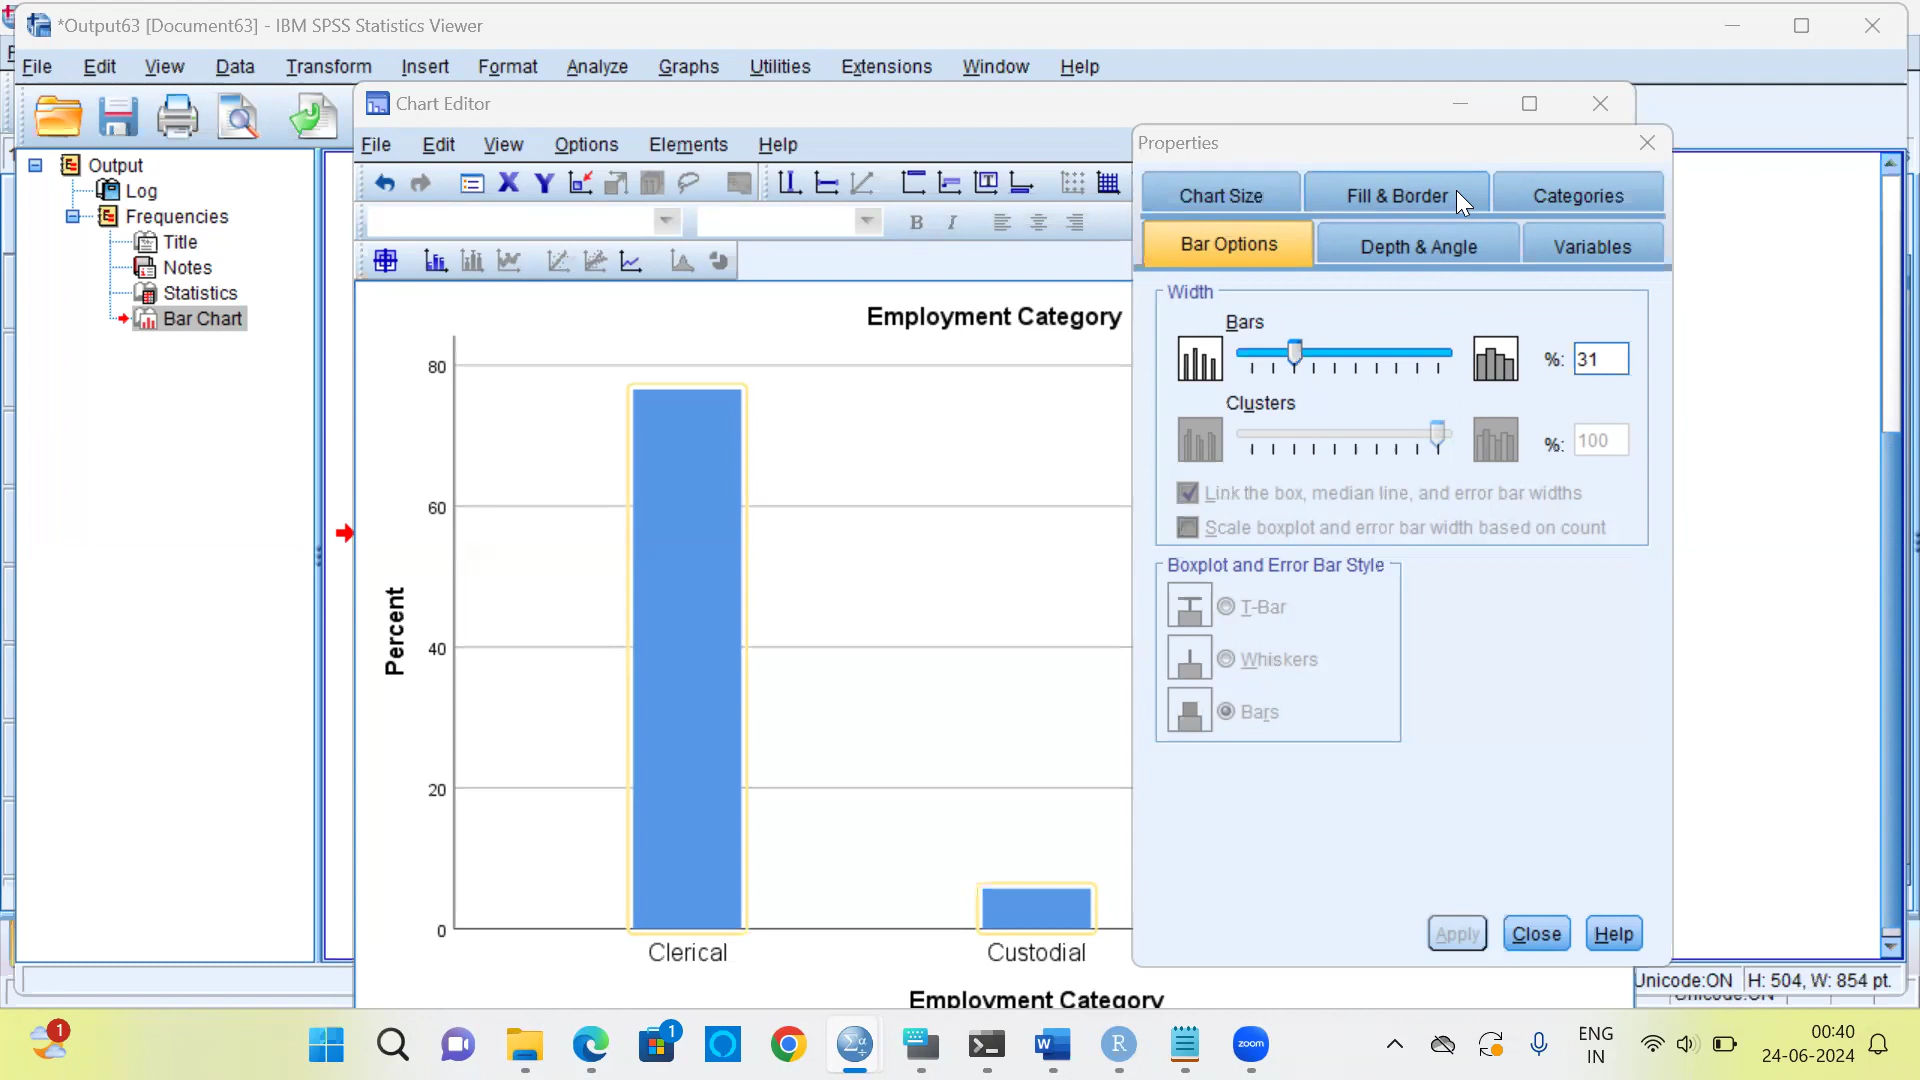 *Output63 [Document63] - IBM SPSS Statistics Viewer
File Edit View Data Transform Insert Format Analyze Graphs Utilities Extensions Window Help
Chart Editor
File Edit View Options Elements Help
Properties
Chart Size Fill & Border Categories
Bar Options Depth & Angle Variables
Output
Log
Frequencies
Title
Notes
Statistics
Bar Chart
X Y
B I
Employment Category
80
60
40
20
0
Percent
Clerical Custodial
Employment Category
Width
Bars
%: 31
Clusters
%: 100
Link the box, median line, and error bar widths
Scale boxplot and error bar width based on count
Boxplot and Error Bar Style
T-Bar
Whiskers
Bars
Apply Close Help
Unicode:ON H: 504, W: 854 pt.
1
1
R
zoom
ENG
IN
00:40
24-06-2024